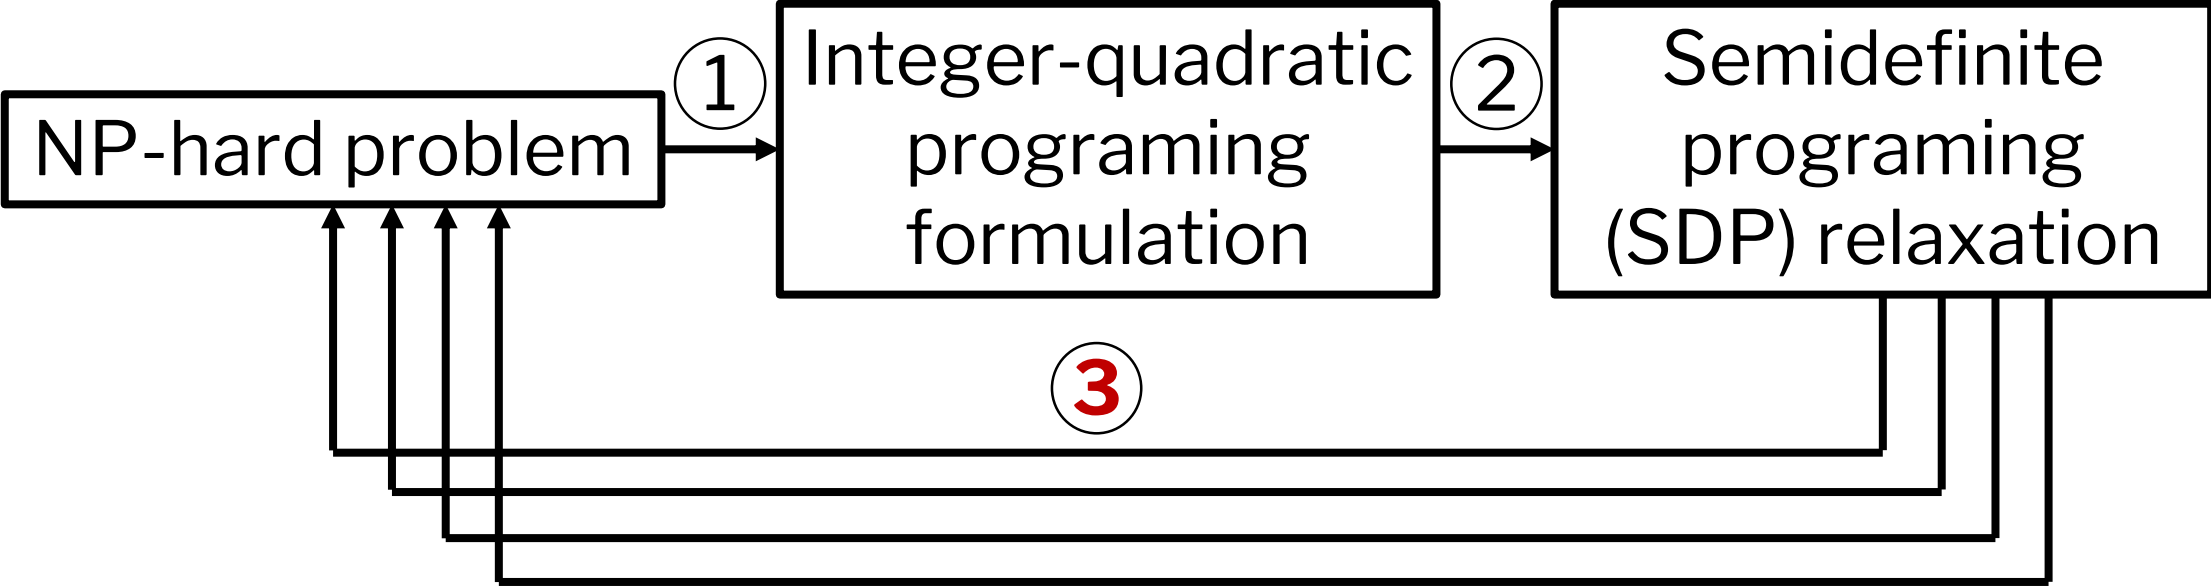 NP-hard problem
1
Integer-quadratic
programing
formulation
2
Semidefinite
programing
(SDP) relaxation
3